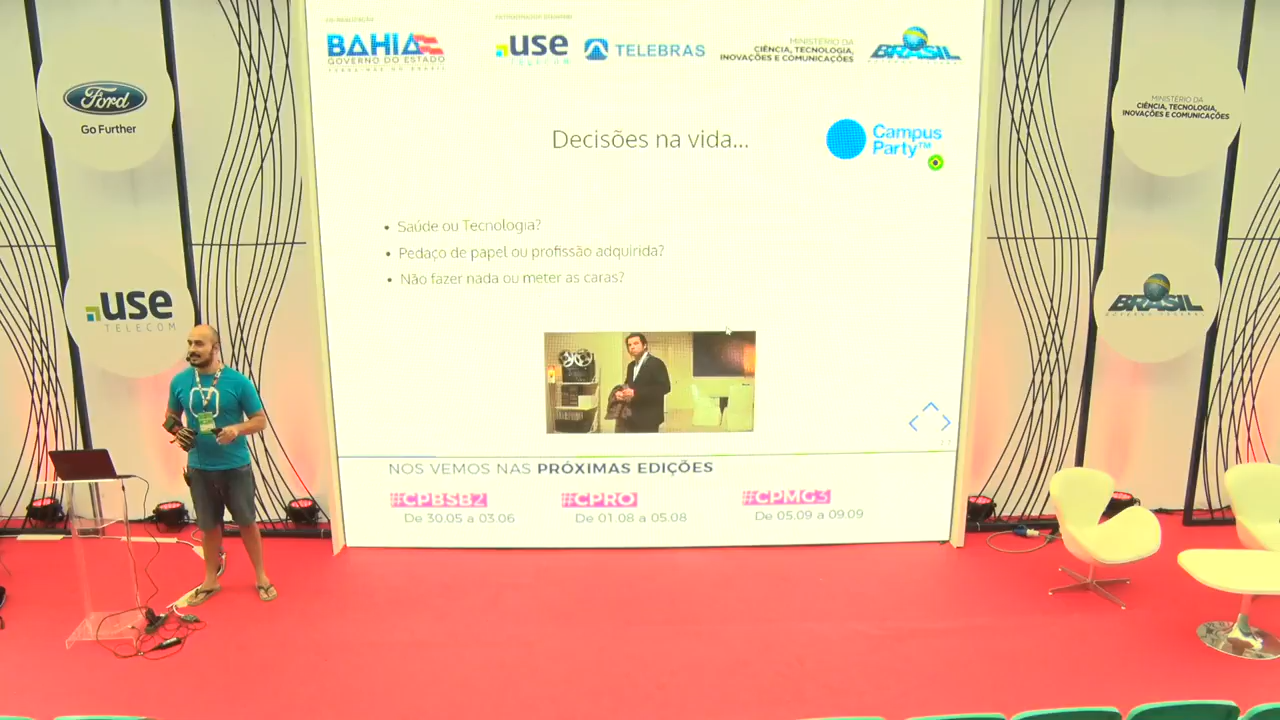 BAHIA
GOVERNO DO ESTADO
USE
TELECOM
TELEBRAS
MINISTÉRIO DA
CIÊNCIA, TECNOLOGIA,
INOVAÇÕES E COMUNICAÇÕES
BRASIL
Decisões na vida...
Campus
Party™
• Saúde ou Tecnologia?
• Pedaço de papel ou profissão adquirida?
• Não fazer nada ou meter as caras?
NOS VEMOS NAS PRÓXIMAS EDIÇÕES
#CPBSB2
De 30.05 a 03.06
#CPRO
De 01.08 a 05.08
#CPMG3
De 05.09 a 09.09
Ford
Go Further
USE
TELECOM
MINISTÉRIO DA
CIÊNCIA, TECNOLOGIA,
INOVAÇÕES E COMUNICAÇÕES
BRASIL